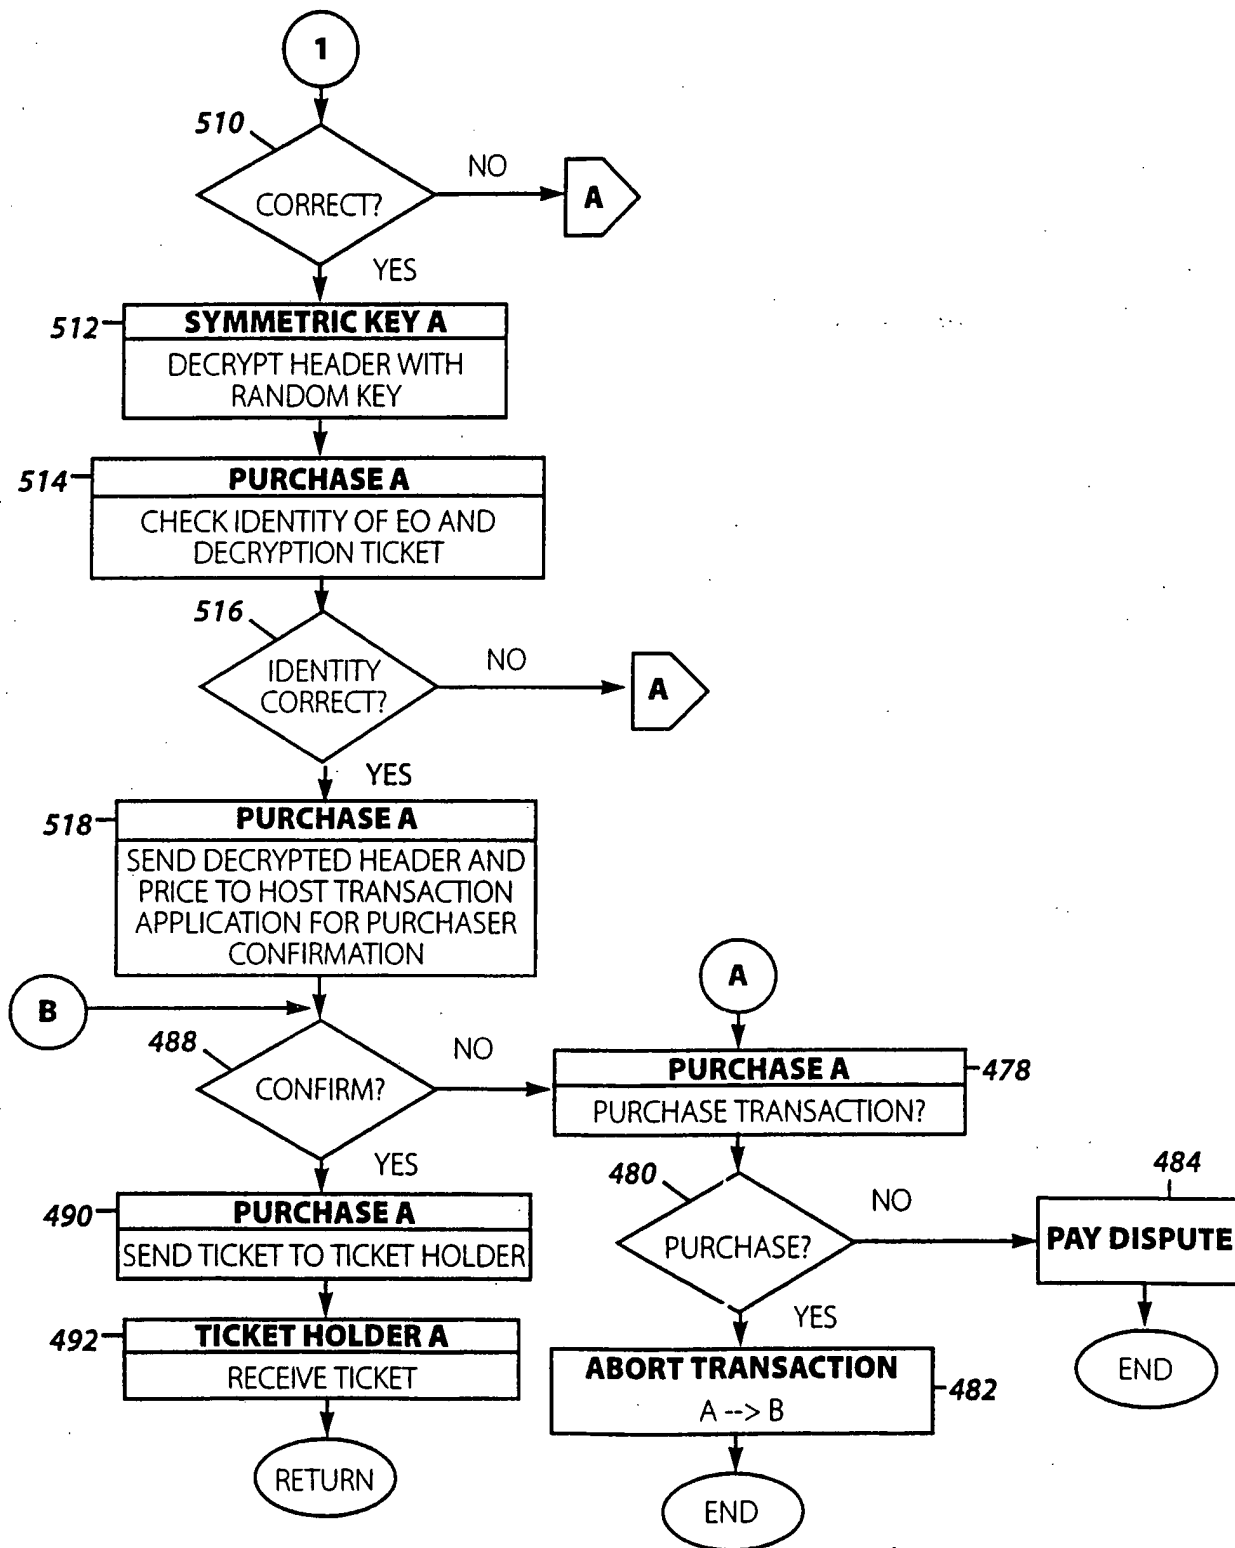 1
510
CORRECT?
NO
A
YES
512
SYMMETRIC KEY A
DECRYPT HEADER WITH
RANDOM KEY
514
PURCHASE A
CHECK IDENTITY OF EO AND
DECRYPTION TICKET
516
IDENTITY
CORRECT?
NO
A
YES
518
PURCHASE A
SEND DECRYPTED HEADER AND
PRICE TO HOST TRANSACTION
APPLICATION FOR PURCHASER
CONFIRMATION
B
488
CONFIRM?
NO
YES
A
PURCHASE A
478
PURCHASE TRANSACTION?
490
PURCHASE A
SEND TICKET TO TICKET HOLDER
480
PURCHASE?
NO
484
PAY DISPUTE
END
YES
492
TICKET HOLDER A
RECEIVE TICKET
ABORT TRANSACTION
A --> B
482
RETURN
END